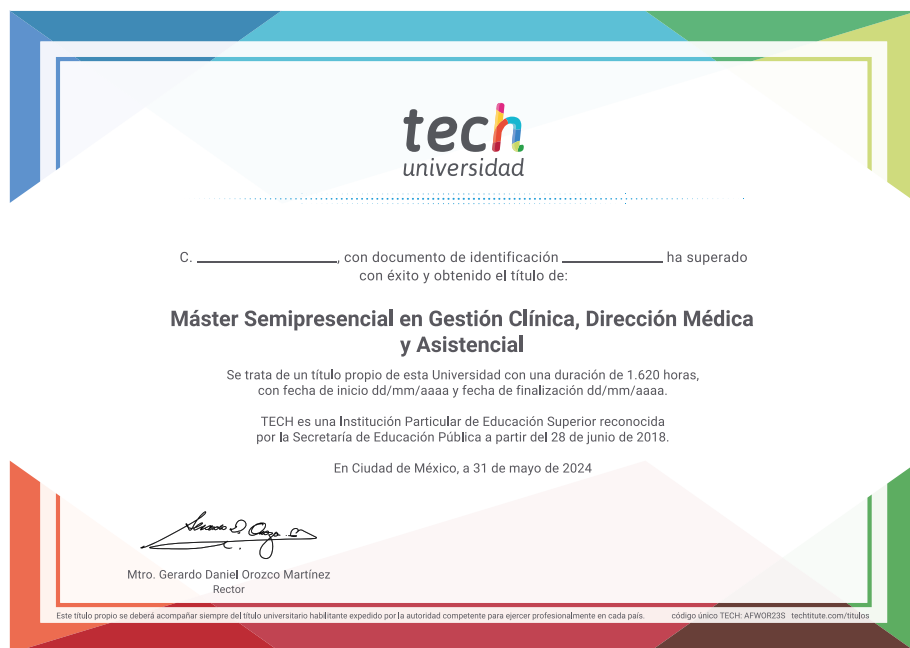 tech
universidad
C. ____________, con documento de identificación ____________ ha superado
con éxito y obtenido el título de:
Máster Semipresencial en Gestión Clínica, Dirección Médica
y Asistencial
Se trata de un título propio de esta Universidad con una duración de 1.620 horas,
con fecha de inicio dd/mm/aaaa y fecha de finalización dd/mm/aaaa.
TECH es una Institución Particular de Educación Superior reconocida
por la Secretaría de Educación Pública a partir del 28 de junio de 2018.
En Ciudad de México, a 31 de mayo de 2024
Mtro. Gerardo Daniel Orozco Martínez
Rector
Este título propio se deberá acompañar siempre del título universitario habilitante expedido por la autoridad competente para ejercer profesionalmente en cada país. código único TECH: AFWOR23S techtitute.com/titulos